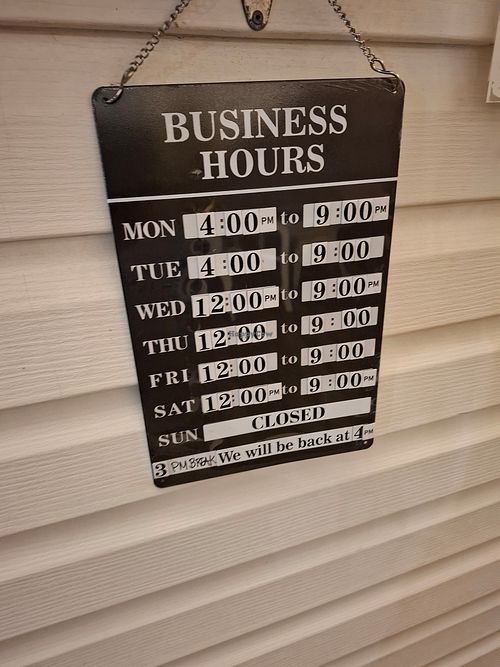 BUSINESS
HOURS
MON 4:00 PM to 9:00 PM
TUE 4:00 to 9:00
WED 12:00 PM to 9:00 PM
THU 12:00 to 9:00
FRI 12:00 to 9:00
SAT 12:00 PM to 9:00 PM
SUN CLOSED
3 PM BREAK We will be back at 4 PM